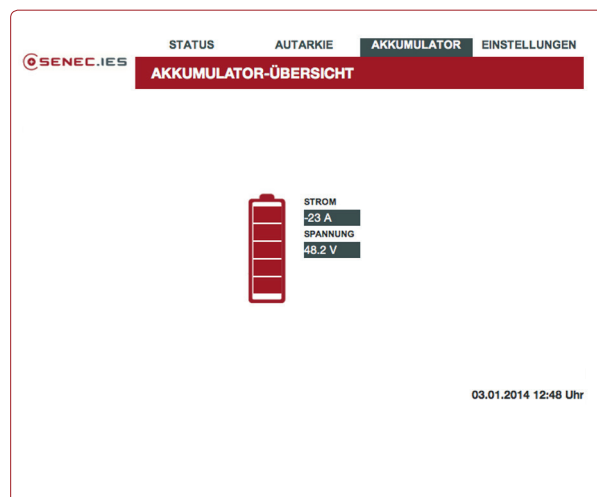 STATUS AUTARKIE AKKUMULATOR EINSTELLUNGEN
SENEC.IES
AKKUMULATOR-ÜBERSICHT
STROM
-23 A
SPANNUNG
48.2 V
03.01.2014 12:48 Uhr